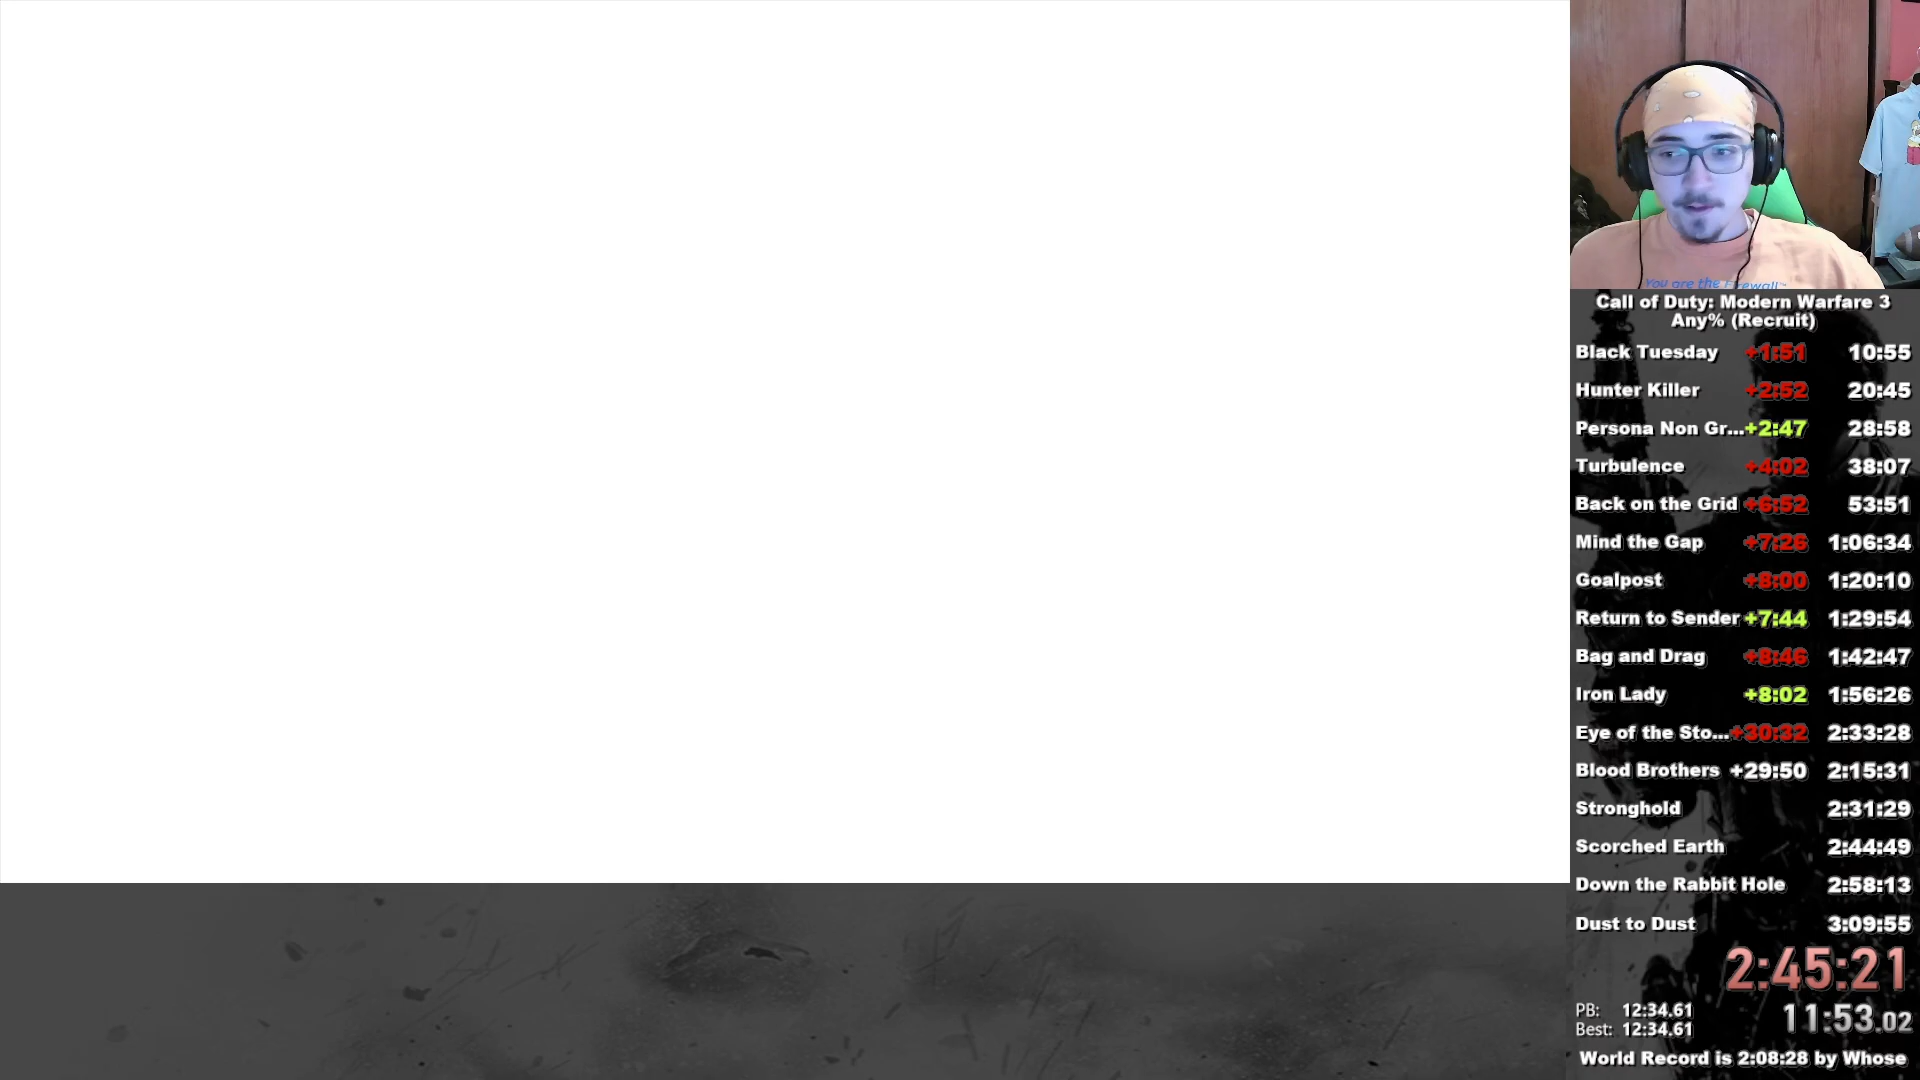 You are the Firewall™
Call of Duty: Modern Warfare 3
Any% (Recruit)
Black Tuesday +1:51 10:55
Hunter Killer +2:52 20:45
Persona Non Gr... +2:47 28:58
Turbulence +4:02 38:07
Back on the Grid +6:52 53:51
Mind the Gap +7:26 1:06:34
Goalpost +8:00 1:20:10
Return to Sender +7:44 1:29:54
Bag and Drag +8:46 1:42:47
Iron Lady +8:02 1:56:26
Eye of the Sto... +30:32 2:33:28
Blood Brothers +29:50 2:15:31
Stronghold 2:31:29
Scorched Earth 2:44:49
Down the Rabbit Hole 2:58:13
Dust to Dust 3:09:55
2:45:21
PB: 12:34.61
Best: 12:34.61
11:53.02
World Record is 2:08:28 by Whose